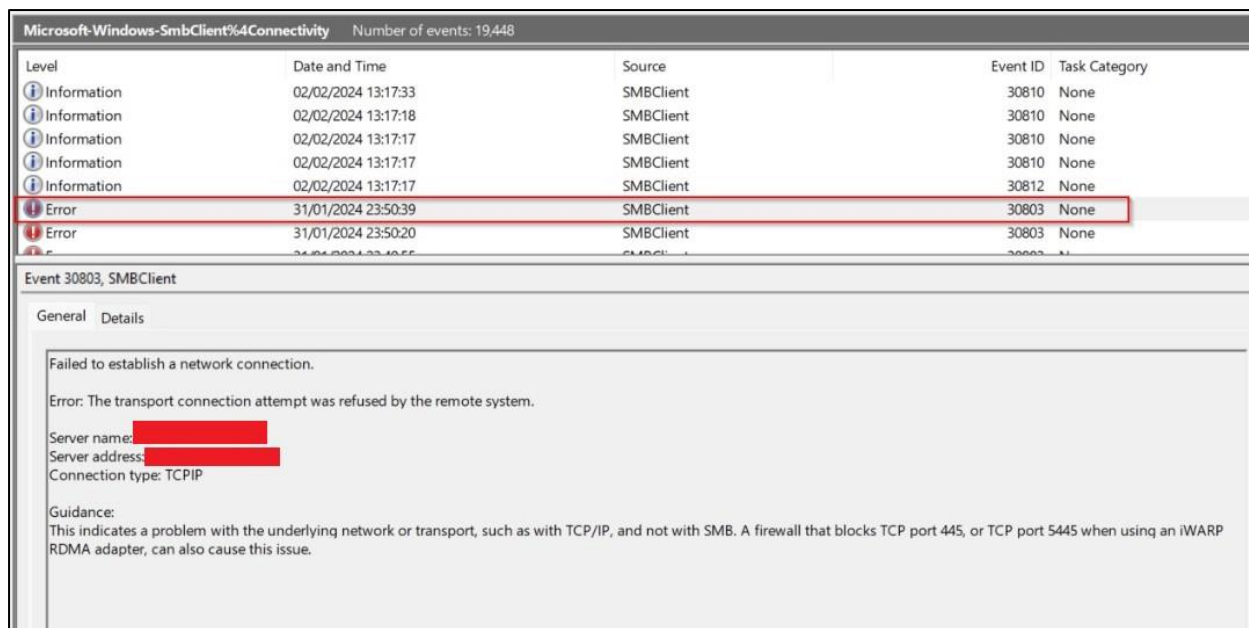 Microsoft-Windows-SmbClient%4Connectivity Number of events: 19,448
Level Date and Time Source Event ID Task Category
Information 02/02/2024 13:17:33 SMBClient 30810 None
Information 02/02/2024 13:17:18 SMBClient 30810 None
Information 02/02/2024 13:17:17 SMBClient 30810 None
Information 02/02/2024 13:17:17 SMBClient 30810 None
Information 02/02/2024 13:17:17 SMBClient 30812 None
Error 31/01/2024 23:50:39 SMBClient 30803 None
Error 31/01/2024 23:50:20 SMBClient 30803 None
Event 30803, SMBClient
General Details
Failed to establish a network connection.
Error: The transport connection attempt was refused by the remote system.
Server name:
Server address:
Connection type: TCPIP
Guidance:
This indicates a problem with the underlying network or transport, such as with TCP/IP, and not with SMB. A firewall that blocks TCP port 445, or TCP port 5445 when using an iWARP
RDMA adapter, can also cause this issue.